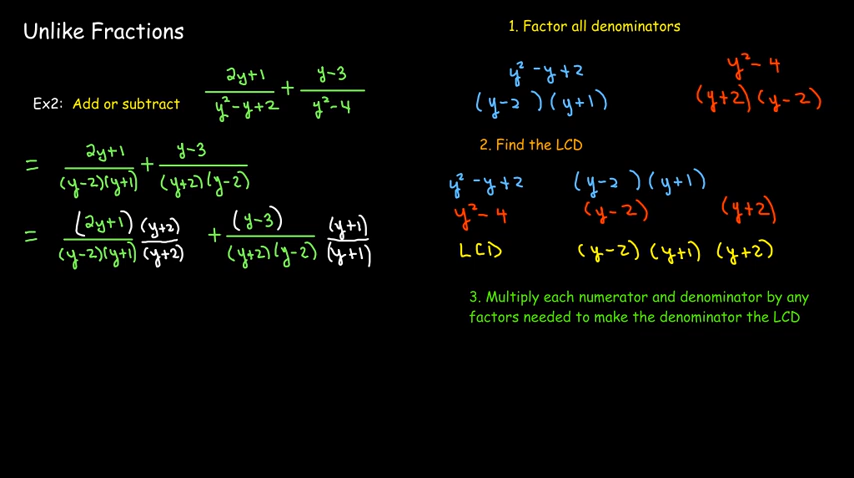 Unlike Fractions
Ex2: Add or subtract (2y+1)/(y²-y+2) + (y-3)/(y²-4)
= (2y+1)/((y-2)(y+1)) + (y-3)/((y+2)(y-2))
= (2y+1)/((y-2)(y+1)) (y+2)/(y+2) + (y-3)/((y+2)(y-2)) (y+1)/(y+1)
1. Factor all denominators
y²-y+2 y²-4
(y-2)(y+1) (y+2)(y-2)
2. Find the LCD
y²-y+2 (y-2)(y+1)
y²-4 (y-2) (y+2)
LCD (y-2)(y+1)(y+2)
3. Multiply each numerator and denominator by any
factors needed to make the denominator the LCD